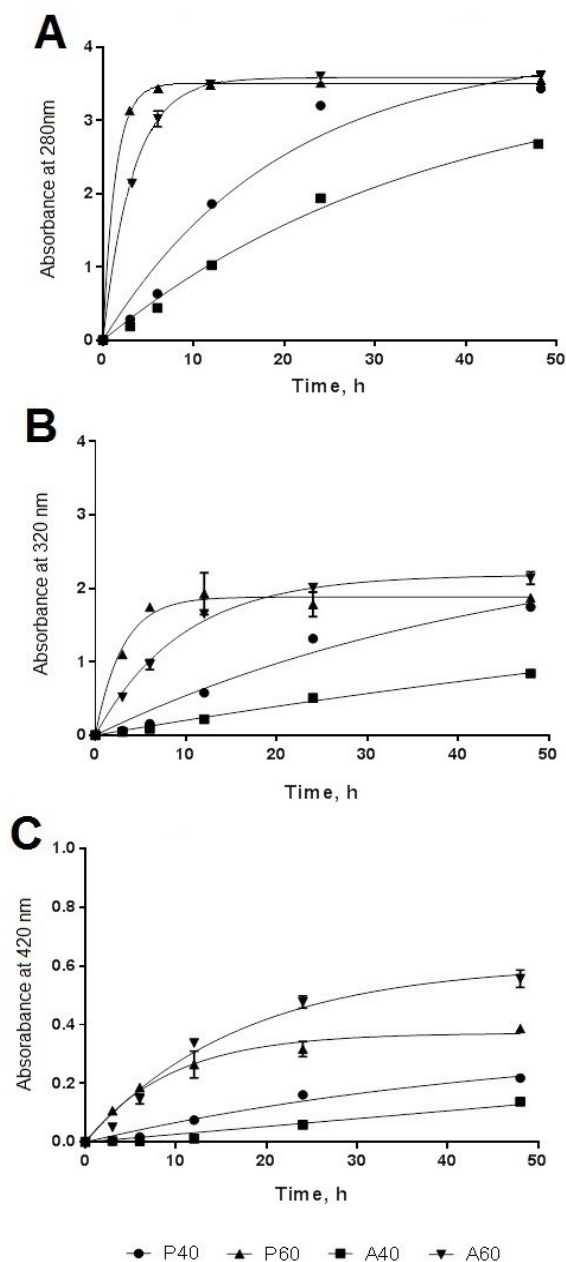 A
Absorbance at 280nm
4
3
2
1
0
0 10 20 30 40 50
Time, h
B
Absorbance at 320 nm
4
3
2
1
0
0 10 20 30 40 50
Time, h
C
Absorabance at 420 nm
1.0
0.8
0.6
0.4
0.2
0.0
0 10 20 30 40 50
Time, h
P40 P60 A40 A60